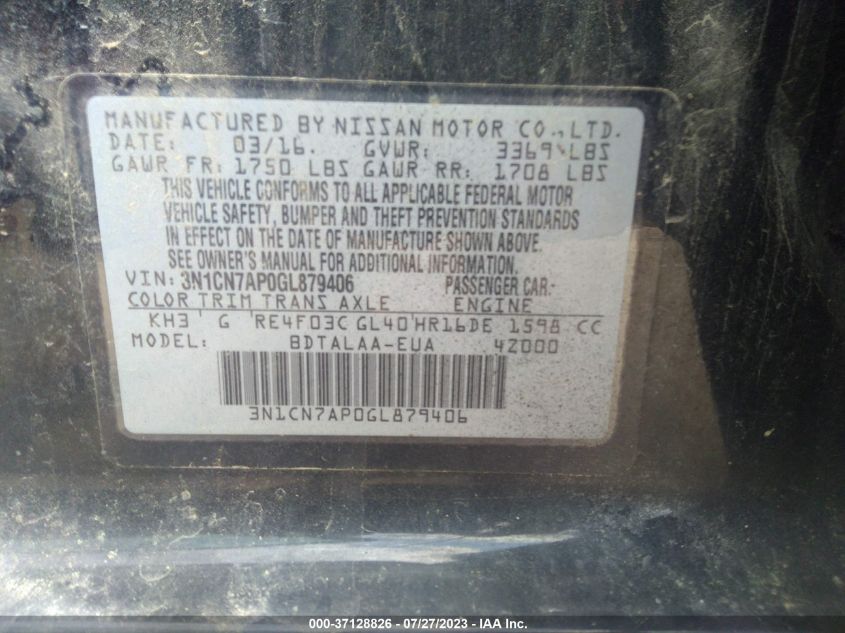 MANUFACTURED BY NISSAN MOTOR CO., LTD.
DATE: 03/16. GVWR: 3369 LBS
GAWR FR: 1750 LBS GAWR RR: 1708 LBS
THIS VEHICLE CONFORMS TO ALL APPLICABLE FEDERAL MOTOR
VEHICLE SAFETY, BUMPER AND THEFT PREVENTION STANDARDS
IN EFFECT ON THE DATE OF MANUFACTURE SHOWN ABOVE.
SEE OWNER'S MANUAL FOR ADDITIONAL INFORMATION.
VIN: 3N1CN7AP0GL879406 PASSENGER CAR-
COLOR TRIM TRANS AXLE ENGINE
KH3 G RE4F03C GL40 HR16DE 1598 CC
MODEL: BDTALAA-EUA 42000
3N1CN7AP0GL879406
000-37128826 - 07/27/2023 - IAA Inc.